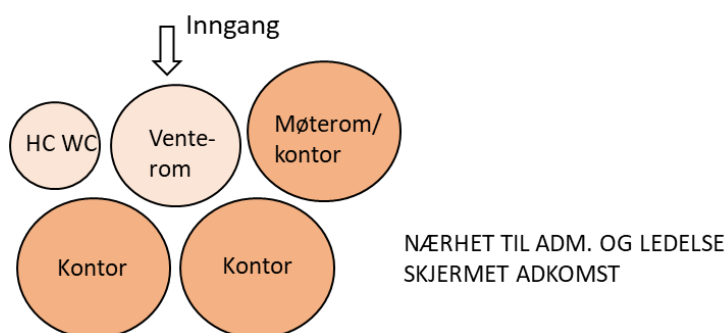 Inngang
HC WC
Vente-
rom
Møterom/
kontor
Kontor
Kontor
NÆRHET TIL ADM. OG LEDELSE
SKJERMET ADKOMST